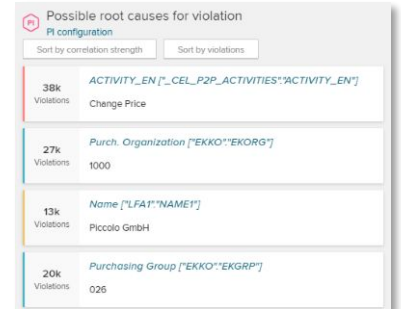 PI
Possible root causes for violation
PI configuration
Sort by correlation strength
Sort by violations
38k
Violations
ACTIVITY_EN ["_CEL_P2P_ACTIVITIES"."ACTIVITY_EN"]
Change Price
27k
Violations
Purch. Organization ["EKKO"."EKORG"]
1000
13k
Violations
Name ["LFA1"."NAME1"]
Piccolo GmbH
20k
Violations
Purchasing Group ["EKKO"."EKGRP"]
026